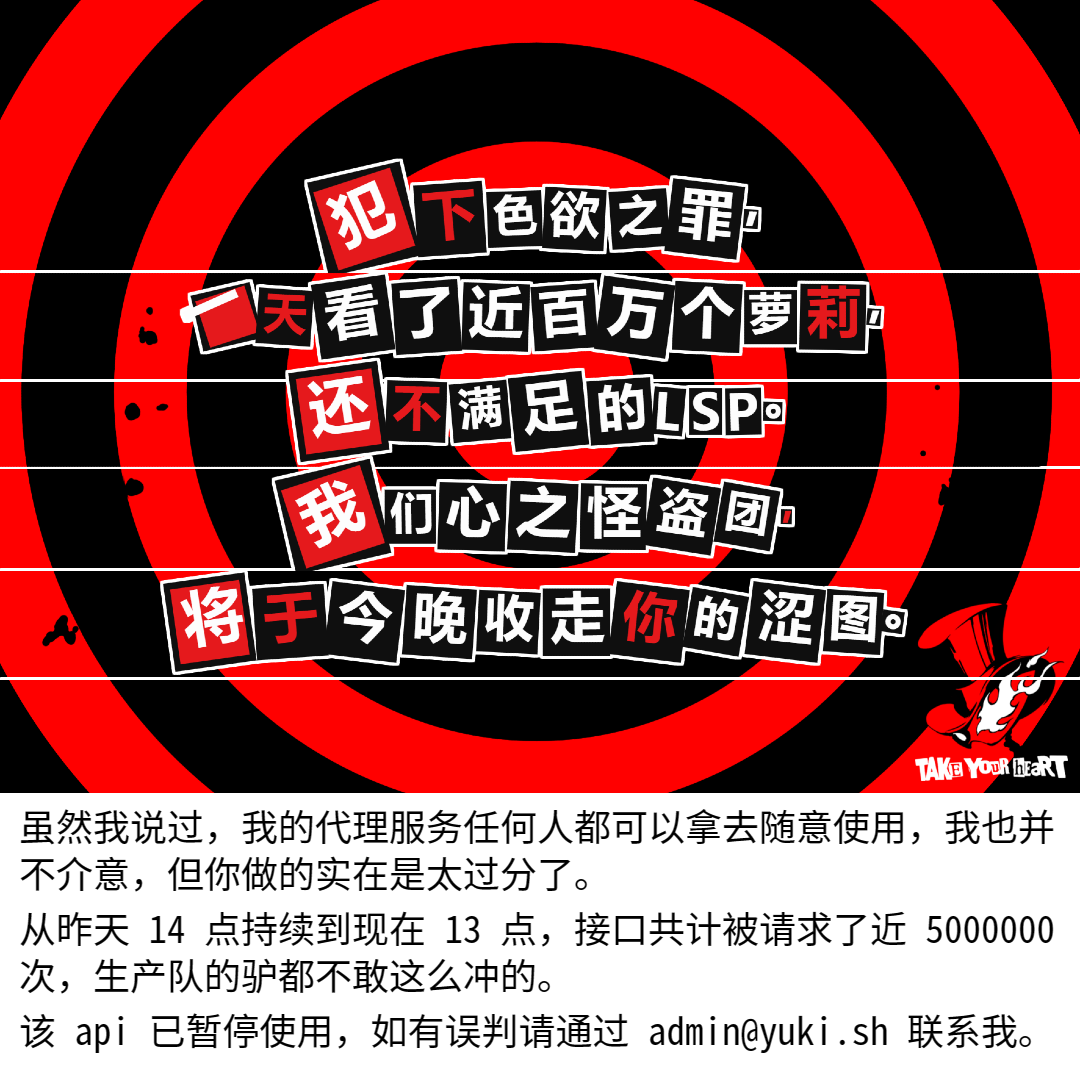 犯下色欲之罪,
一天看了近百万个萝莉,
还不满足的LSP。
我们心之怪盗团,
将于今晚收走你的涩图。
TAKE YOUR HEART
虽然我说过，我的代理服务任何人都可以拿去随意使用，我也并
不介意，但你做的实在是太过分了。
从昨天 14 点持续到现在 13 点，接口共计被请求了近 5000000
次，生产队的驴都不敢这么冲的。
该 api 已暂停使用，如有误判请通过 admin@yuki.sh 联系我。